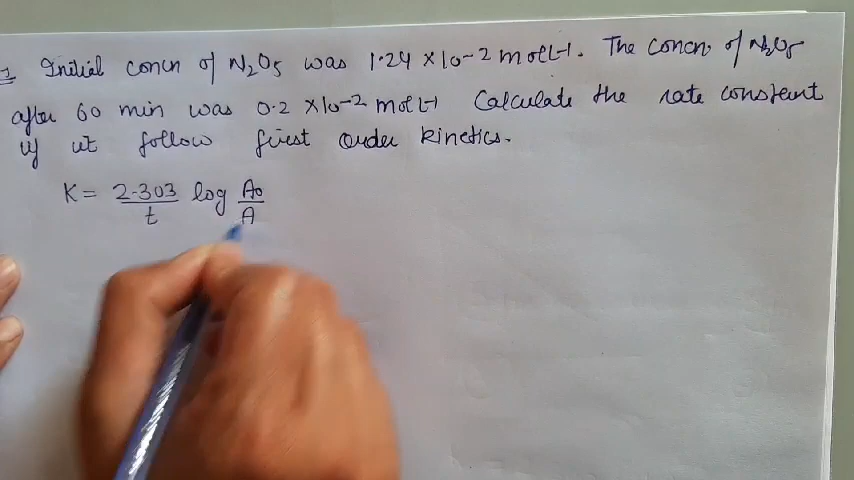 Initial concn of N2O5 was 1.24 ×10-2 mol L-1. The concn. of N2O5
after 60 min was 0.2 ×10-2 mol L-1 Calculate the rate constant
if it follow first order kinetics.
K = 2.303/t log A0/A